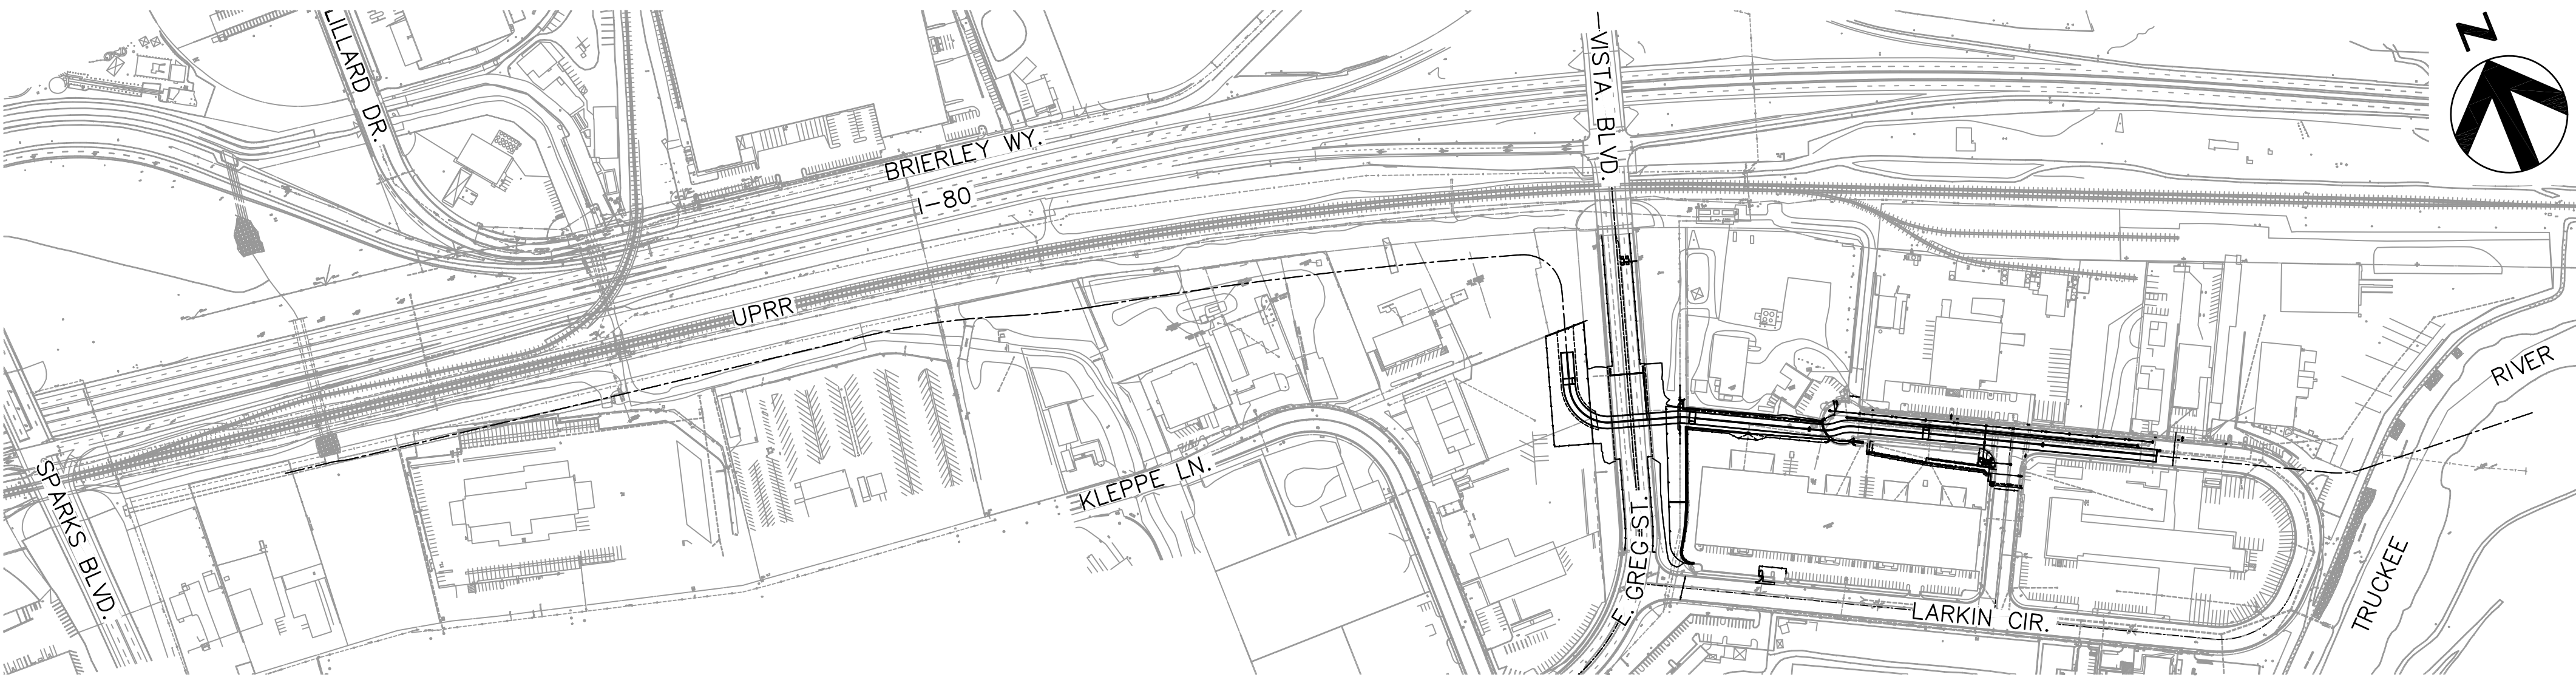 LILLARD DR.
BRIERLEY WY.
I-80
UPRR
VISTA. BLVD.
N
SPARKS BLVD.
KLEPPE LN.
E. GREG ST.
LARKIN CIR.
TRUCKEE
RIVER